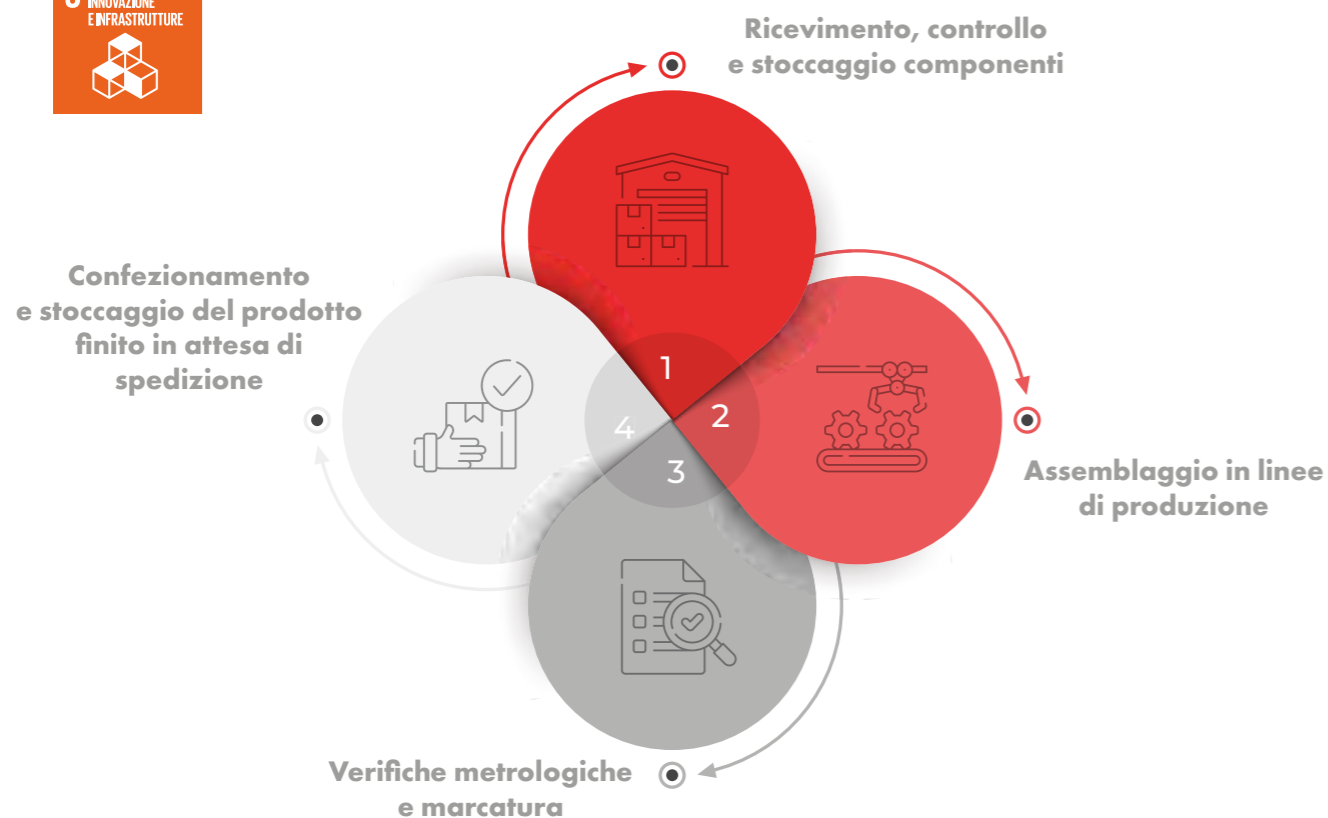 INNOVAZIONE
E INFRASTRUTTURE
Ricevimento, controllo
e stoccaggio componenti
Confezionamento
e stoccaggio del prodotto
finito in attesa di
spedizione
1
2
3
4
Assemblaggio in linee
di produzione
Verifiche metrologiche
e marcatura